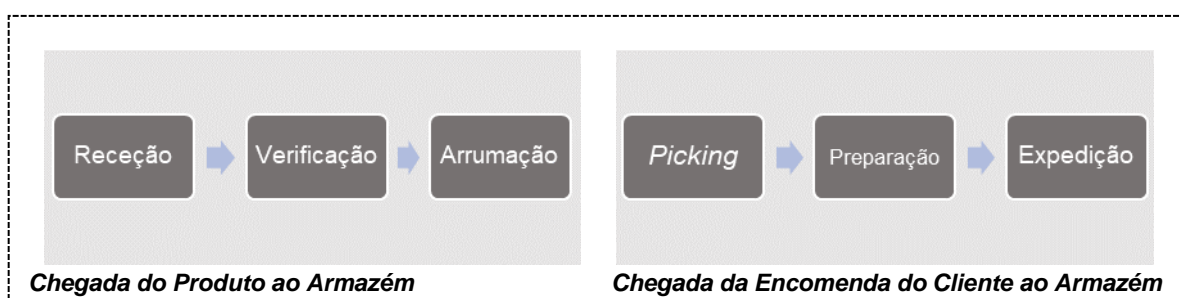 Receção
Verificação
Arrumação
Picking
Preparação
Expedição
Chegada do Produto ao Armazém
Chegada da Encomenda do Cliente ao Armazém